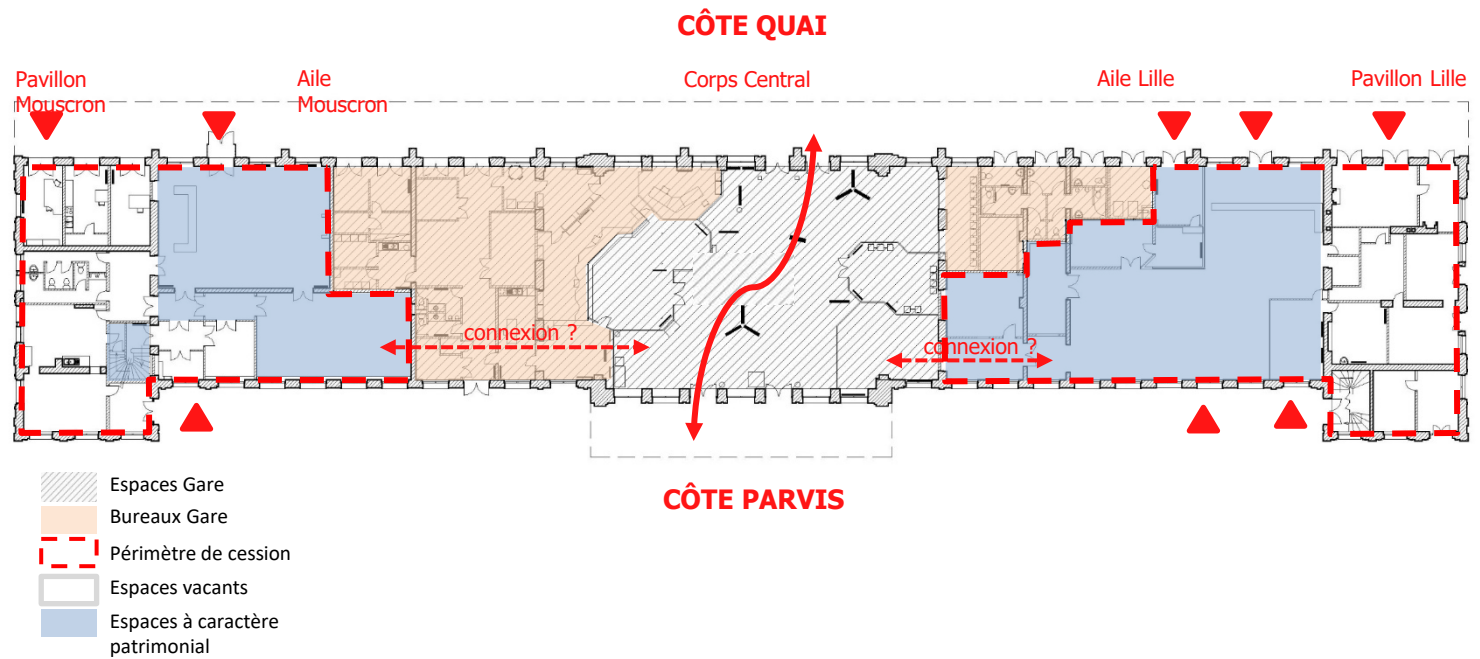 CÔTE QUAI
Pavillon
Mouscron
Aile
Mouscron
Corps Central
Aile Lille
Pavillon Lille
connexion ?
connexion ?
CÔTE PARVIS
Espaces Gare
Bureaux Gare
Périmètre de cession
Espaces vacants
Espaces à caractère
patrimonial